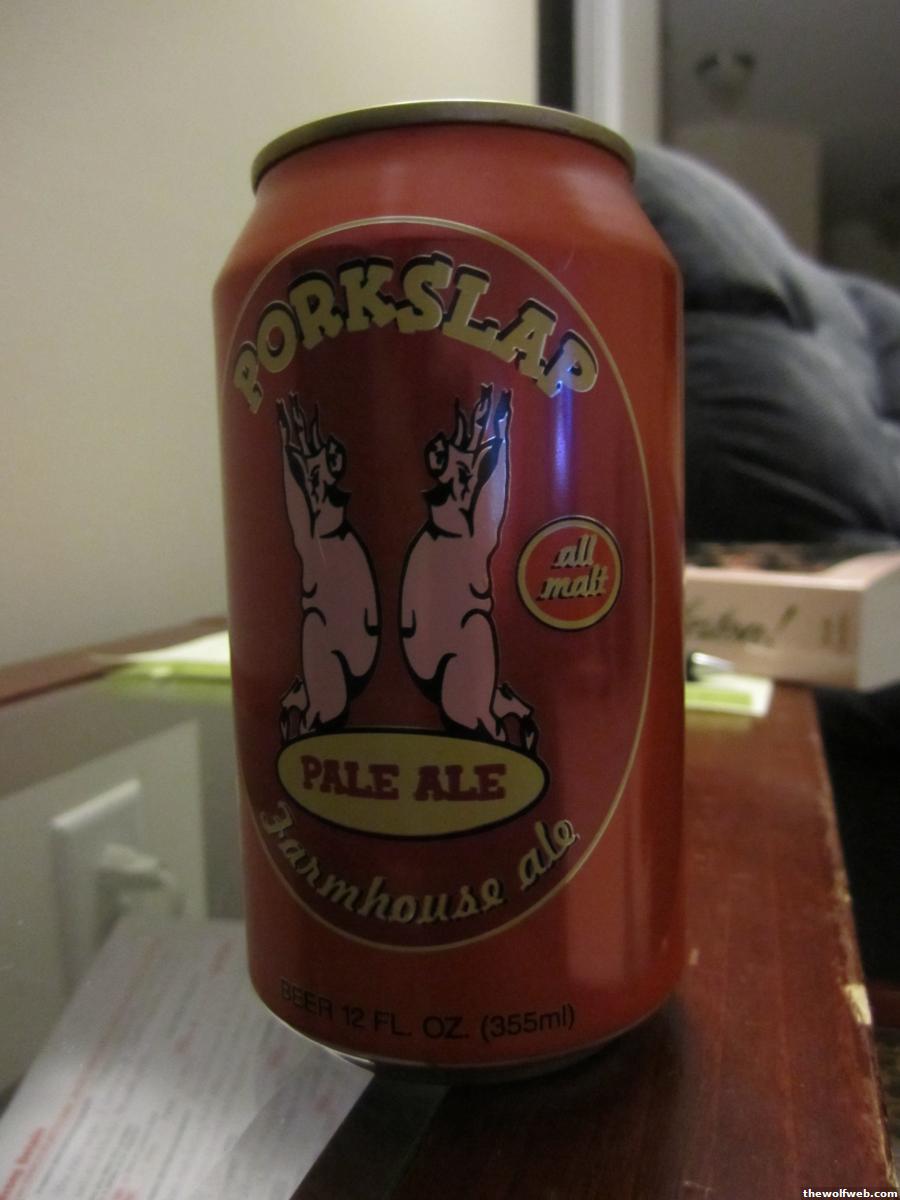 PORKSLAP
all
malt
PALE ALE
Farmhouse ale
BEER 12 FL. OZ. (355ml)
thewolfweb.com